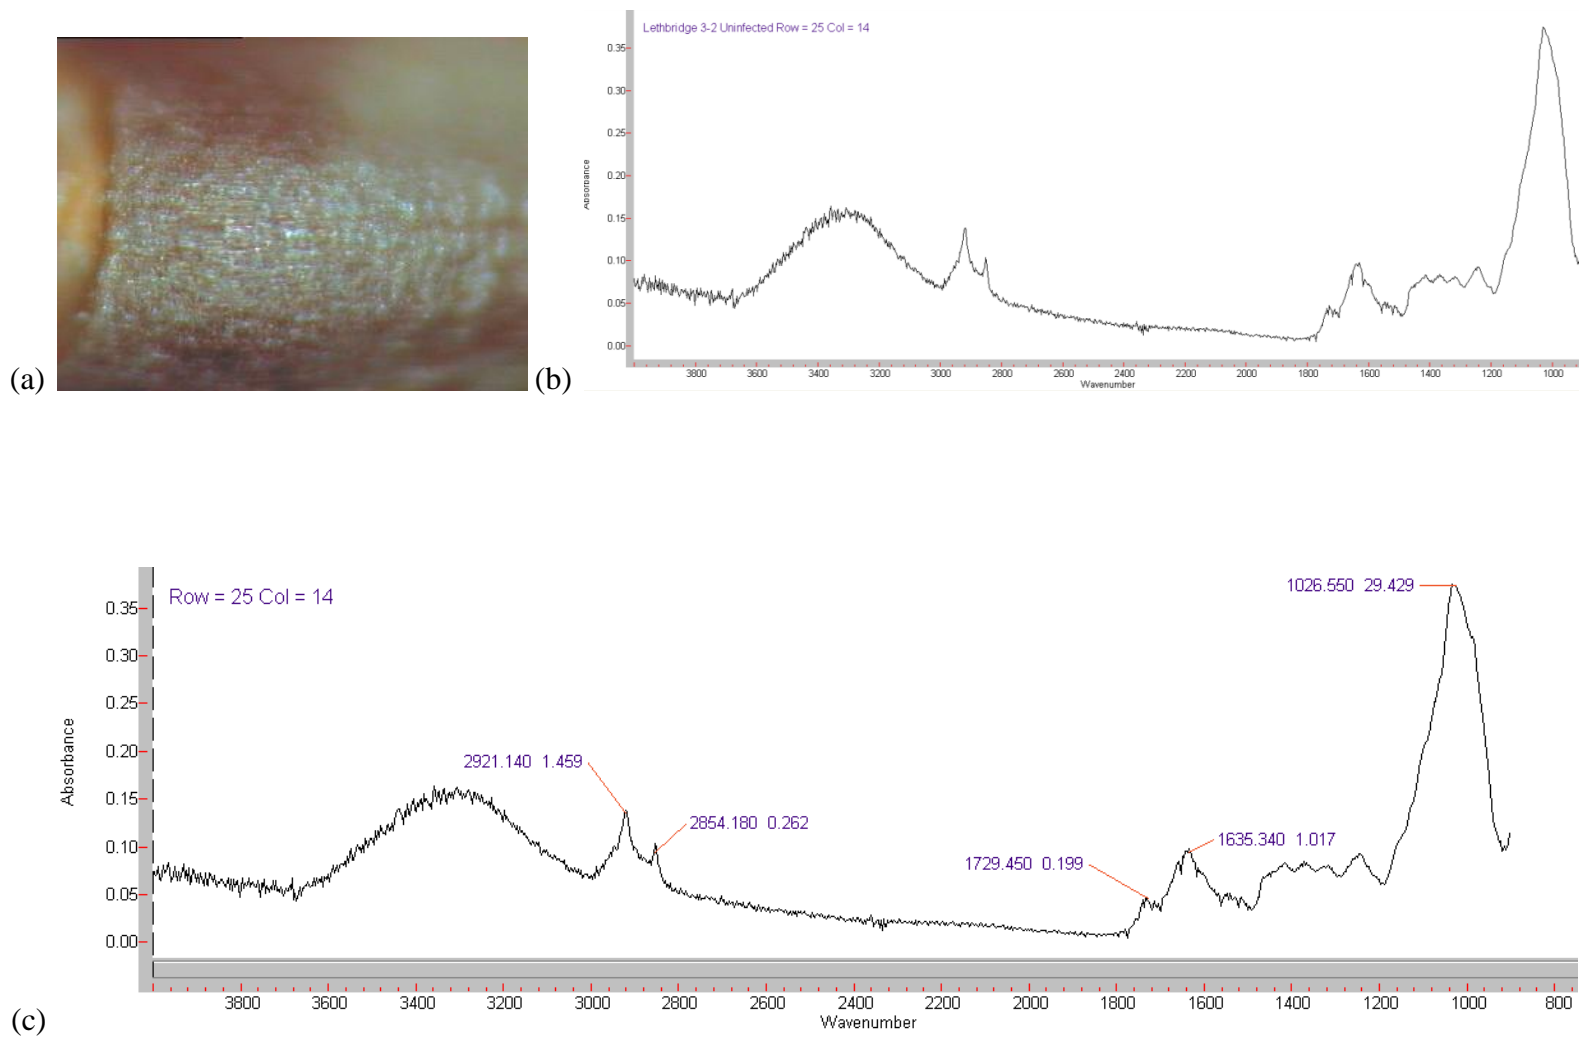 Lethbridge 3-2 Uninfected Row = 25 Col = 14
0.35
0.30
0.25
0.20
0.15
0.10
0.05
0.00
Absorbance
3800 3600 3400 3200 3000 2800 2600 2400 2200 2000 1800 1600 1400 1200 1000
Wavenumber
(a)
(b)
Row = 25 Col = 14
1026.550 29.429
2921.140 1.459
2854.180 0.262
1729.450 0.199
1635.340 1.017
0.35
0.30
0.25
0.20
0.15
0.10
0.05
0.00
Absorbance
3800 3600 3400 3200 3000 2800 2600 2400 2200 2000 1800 1600 1400 1200 1000 800
Wavenumber
(c)